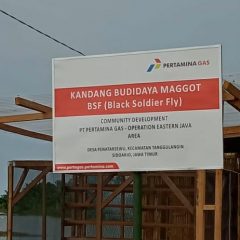 PERTAMINA GAS
KANDANG BUDIDAYA MAGGOT
BSF (Black Soldier Fly)
COMMUNITY DEVELOPMENT
PT PERTAMINA GAS - OPERATION EASTERN JAVA
AREA
DESA PENATARSEWU, KECAMATAN TANGGULANGIN
SIDOARJO, JAWA TIMUR
www.pertagas.pertamina.com